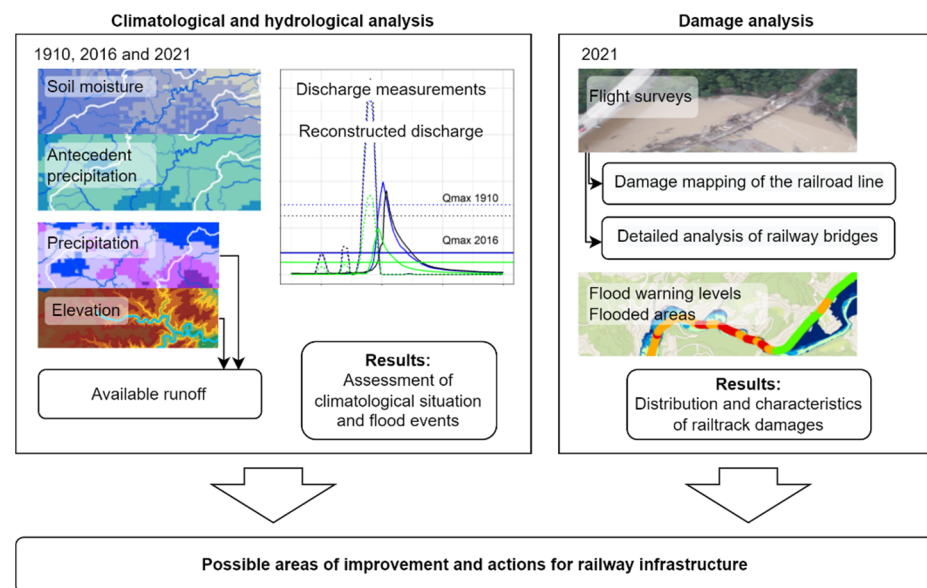 Climatological and hydrological analysis
1910, 2016 and 2021
Soil moisture
Antecedent
precipitation
Precipitation
Elevation
Available runoff
Discharge measurements
Reconstructed discharge
Qmax 1910
Qmax 2016
Results:
Assessment of
climatological situation
and flood events
Damage analysis
2021
Flight surveys
Damage mapping of the railroad line
Detailed analysis of railway bridges
Flood warning levels
Flooded areas
Results:
Distribution and characteristics
of railtrack damages
Possible areas of improvement and actions for railway infrastructure